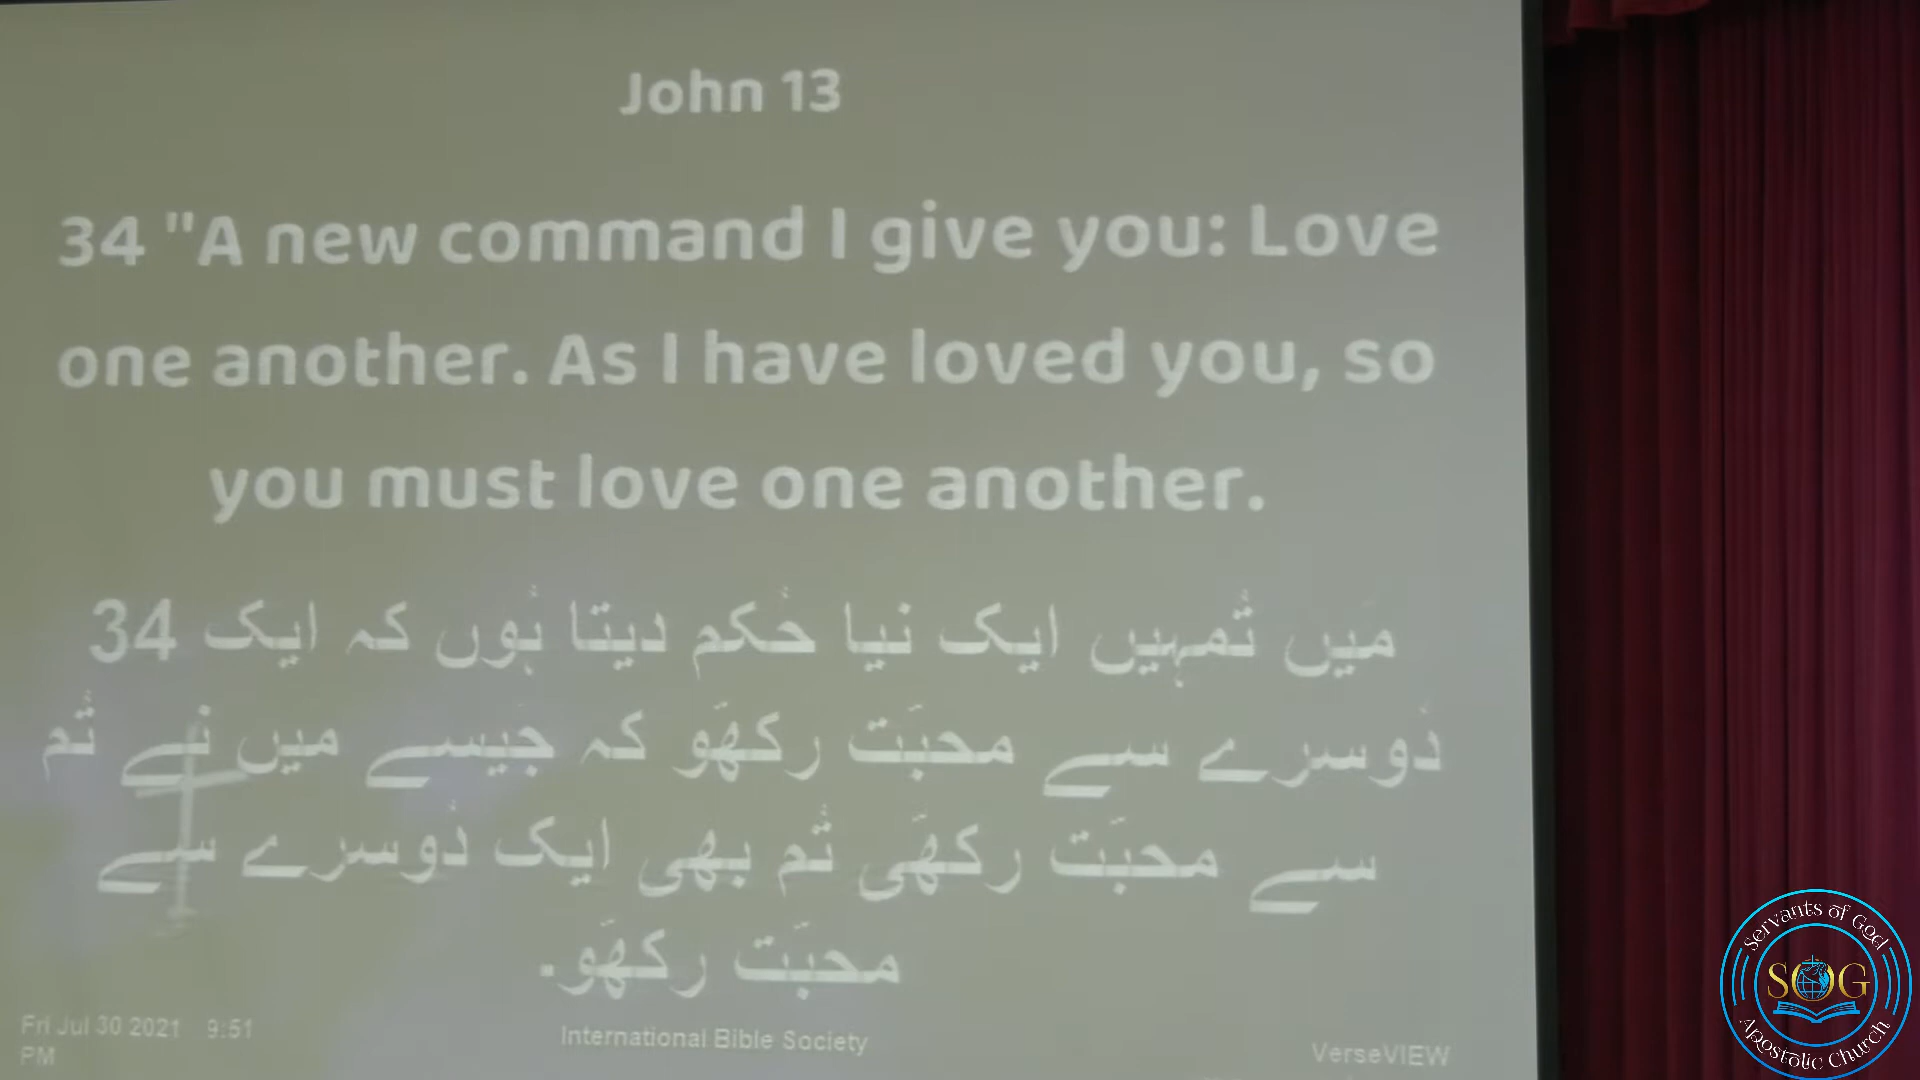 John 13
34 "A new command I give you: Love
one another. As I have loved you, so
you must love one another.
مَیں تُمہیں ایک نیا حُکم دیتا ہُوں کہ ایک 34
دُوسرے سے محبّت رکھّو کہ جیسے میں نے تُم
سے محبّت رکھّی تُم بھی ایک دُوسرے سے
محبّت رکھّو.
Fri Jul 30 2021 9:51
PM
International Bible Society
VerseVIEW
Servants of God
SOG
Apostolic Church